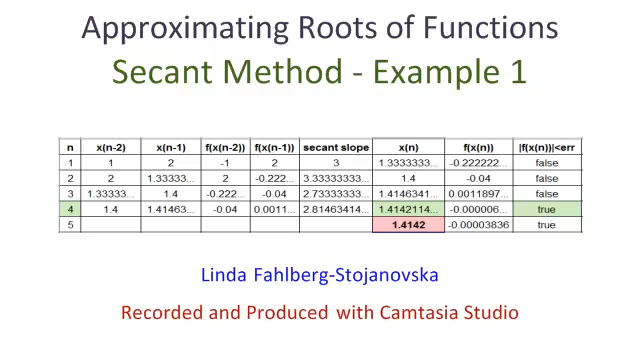 Approximating Roots of Functions
Secant Method - Example 1
n x(n-2) x(n-1) f(x(n-2)) f(x(n-1)) secant slope x(n) f(x(n)) |f(x(n))|<err
1 1 2 -1 2 3 1.3333333... -0.222222... false
2 2 1.33333... 2 -0.222... 3.33333333... 1.4 -0.04 false
3 1.33333... 1.4 -0.222... -0.04 2.73333333... 1.4146341... 0.0011897... false
4 1.4 1.41463... -0.04 0.0011... 2.81463414... 1.4142114... -0.000006... true
5 1.4142 -0.00003836 true
Linda Fahlberg-Stojanovska
Recorded and Produced with Camtasia Studio